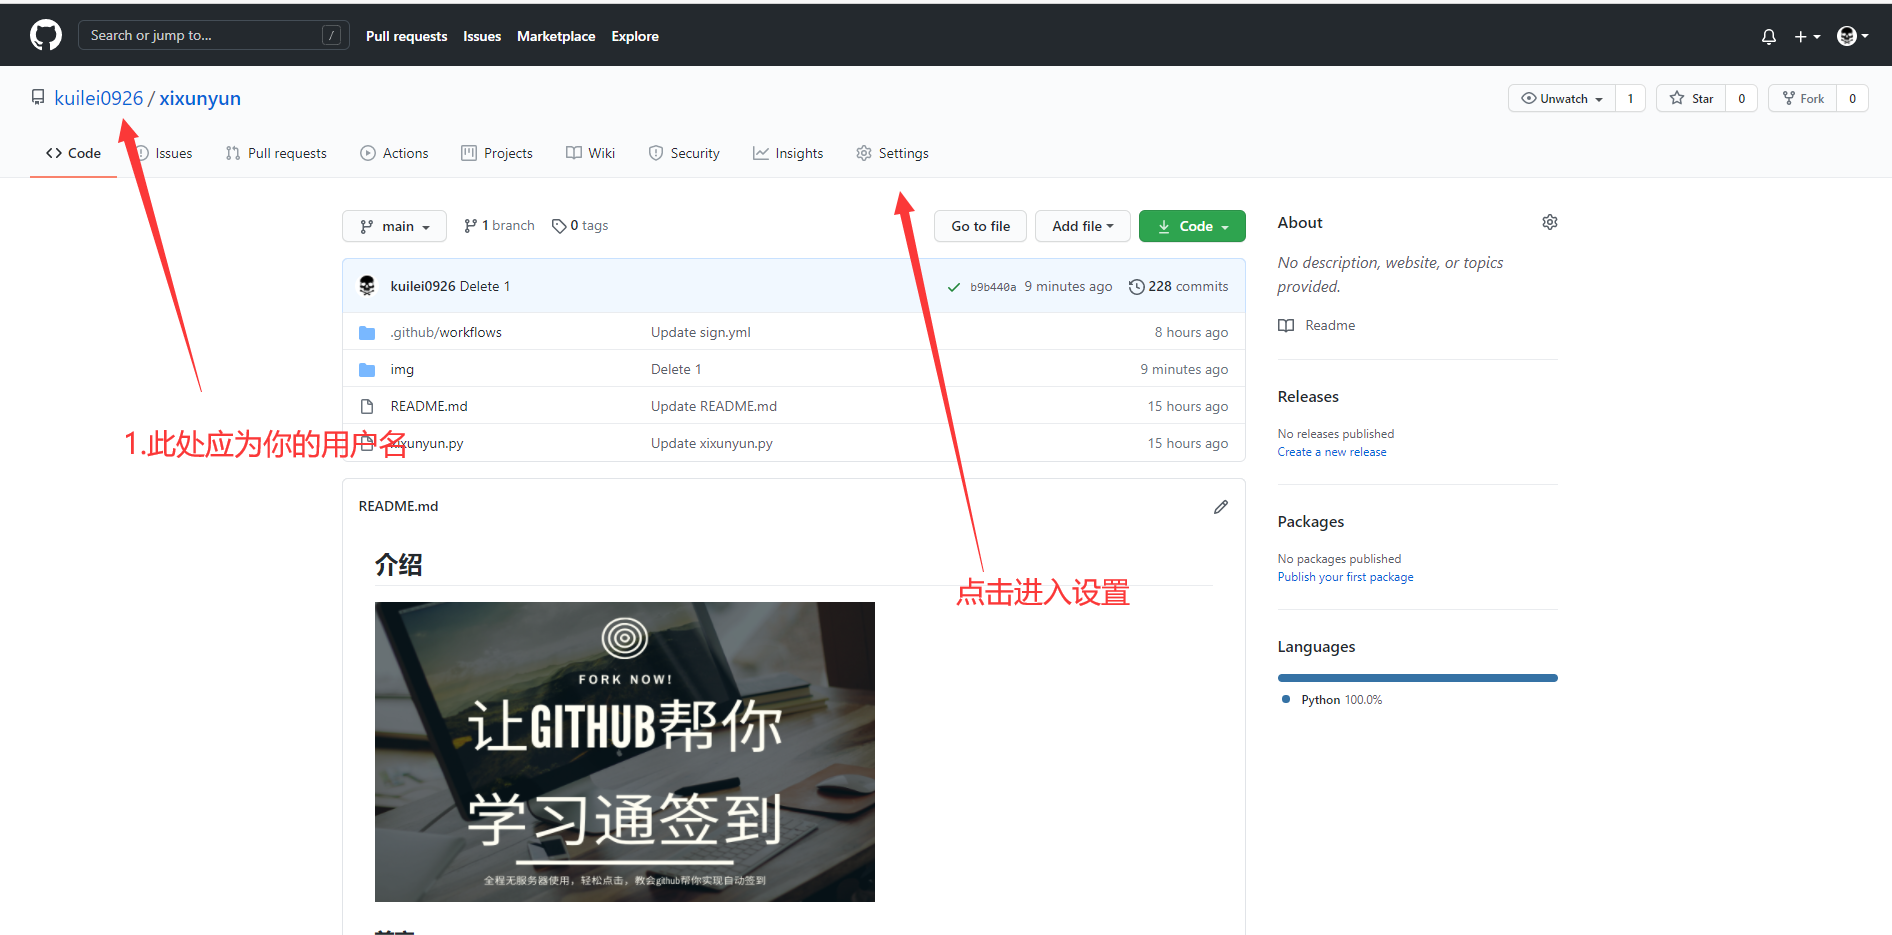 Search or jump to... /
Pull requests Issues Marketplace Explore
kuilei0926 / xixunyun
Unwatch 1 Star 0 Fork 0
Code Issues Pull requests Actions Projects Wiki Security Insights Settings
main 1 branch 0 tags
Go to file Add file Code
kuilei0926 Delete 1 b9b440a 9 minutes ago 228 commits
.github/workflows Update sign.yml 8 hours ago
img Delete 1 9 minutes ago
README.md Update README.md 15 hours ago
xixunyun.py Update xixunyun.py 15 hours ago
1.此处应为你的用户名
点击进入设置
README.md
介绍
FORK NOW!
让GITHUB帮你
学习通签到
全程无服务器使用，轻松点击，教会github帮你实现自动签到
About
No description, website, or topics
provided.
Readme
Releases
No releases published
Create a new release
Packages
No packages published
Publish your first package
Languages
Python 100.0%